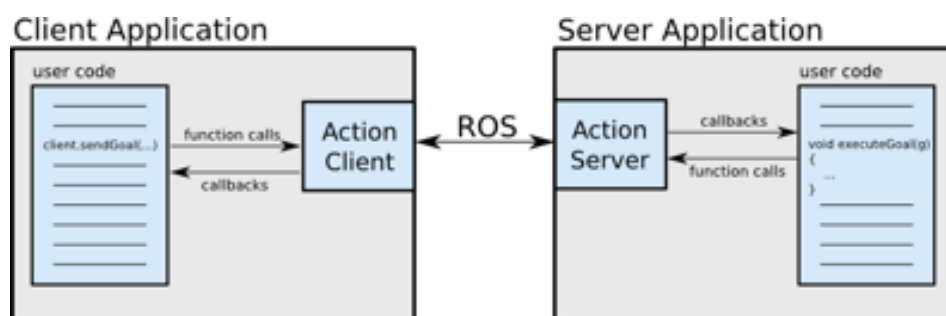 Client Application
user code
client.sendGoal(...)
function calls
callbacks
Action
Client
ROS
Server Application
Action
Server
callbacks
function calls
user code
void executeGoal(g)
{
...
}